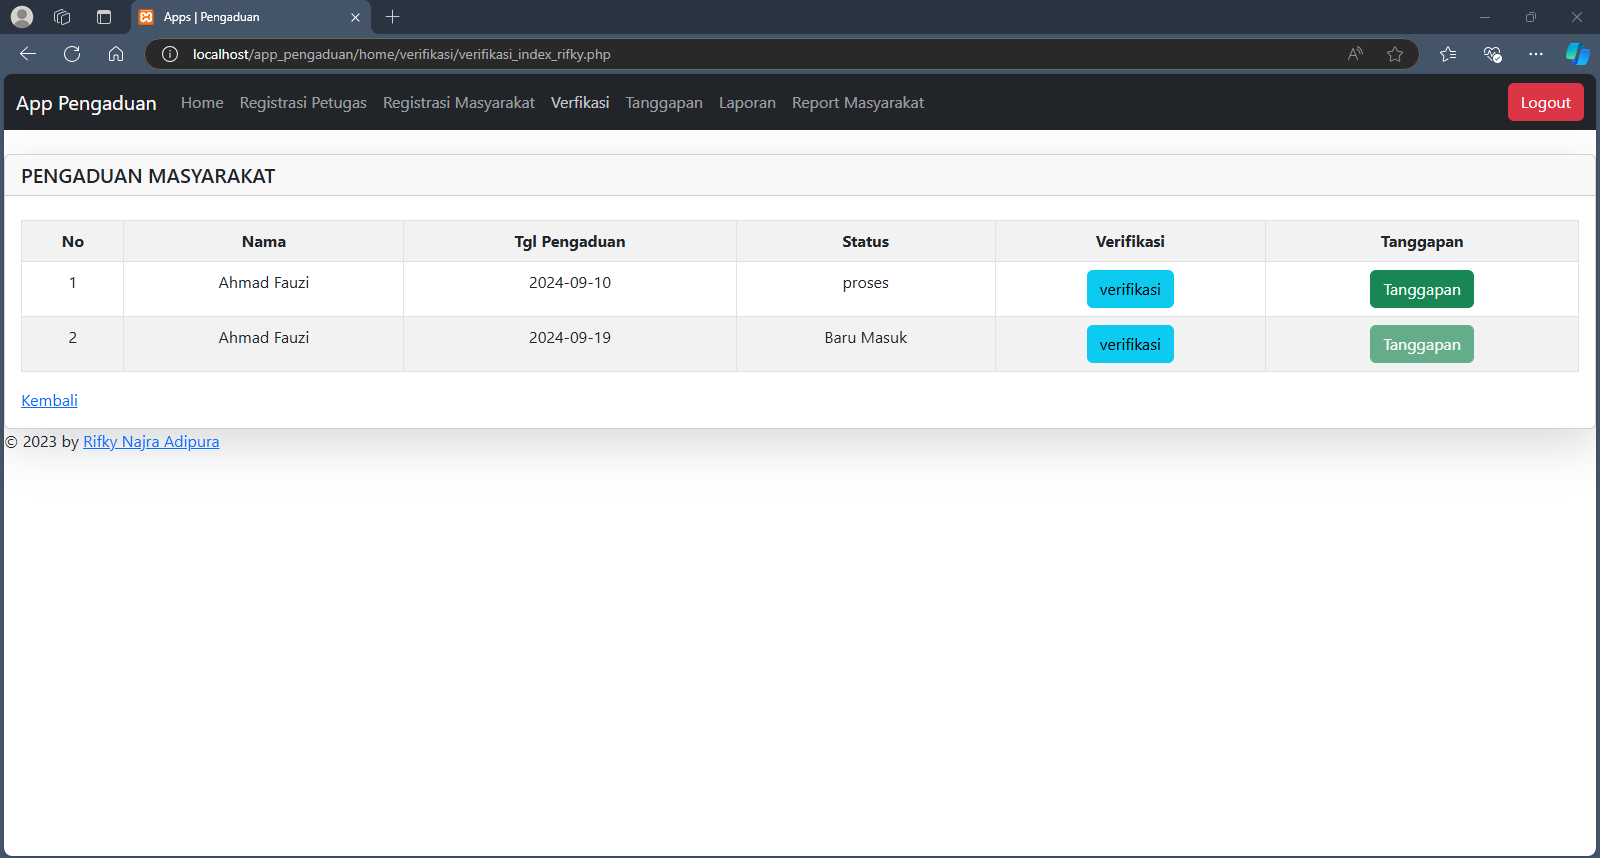 Apps | Pengaduan
localhost/app_pengaduan/home/verifikasi/verifikasi_index_rifky.php
App Pengaduan Home Registrasi Petugas Registrasi Masyarakat Verfikasi Tanggapan Laporan Report Masyarakat Logout
PENGADUAN MASYARAKAT
No Nama Tgl Pengaduan Status Verifikasi Tanggapan
1 Ahmad Fauzi 2024-09-10 proses verifikasi Tanggapan
2 Ahmad Fauzi 2024-09-19 Baru Masuk verifikasi Tanggapan
Kembali
© 2023 by Rifky Najra Adipura